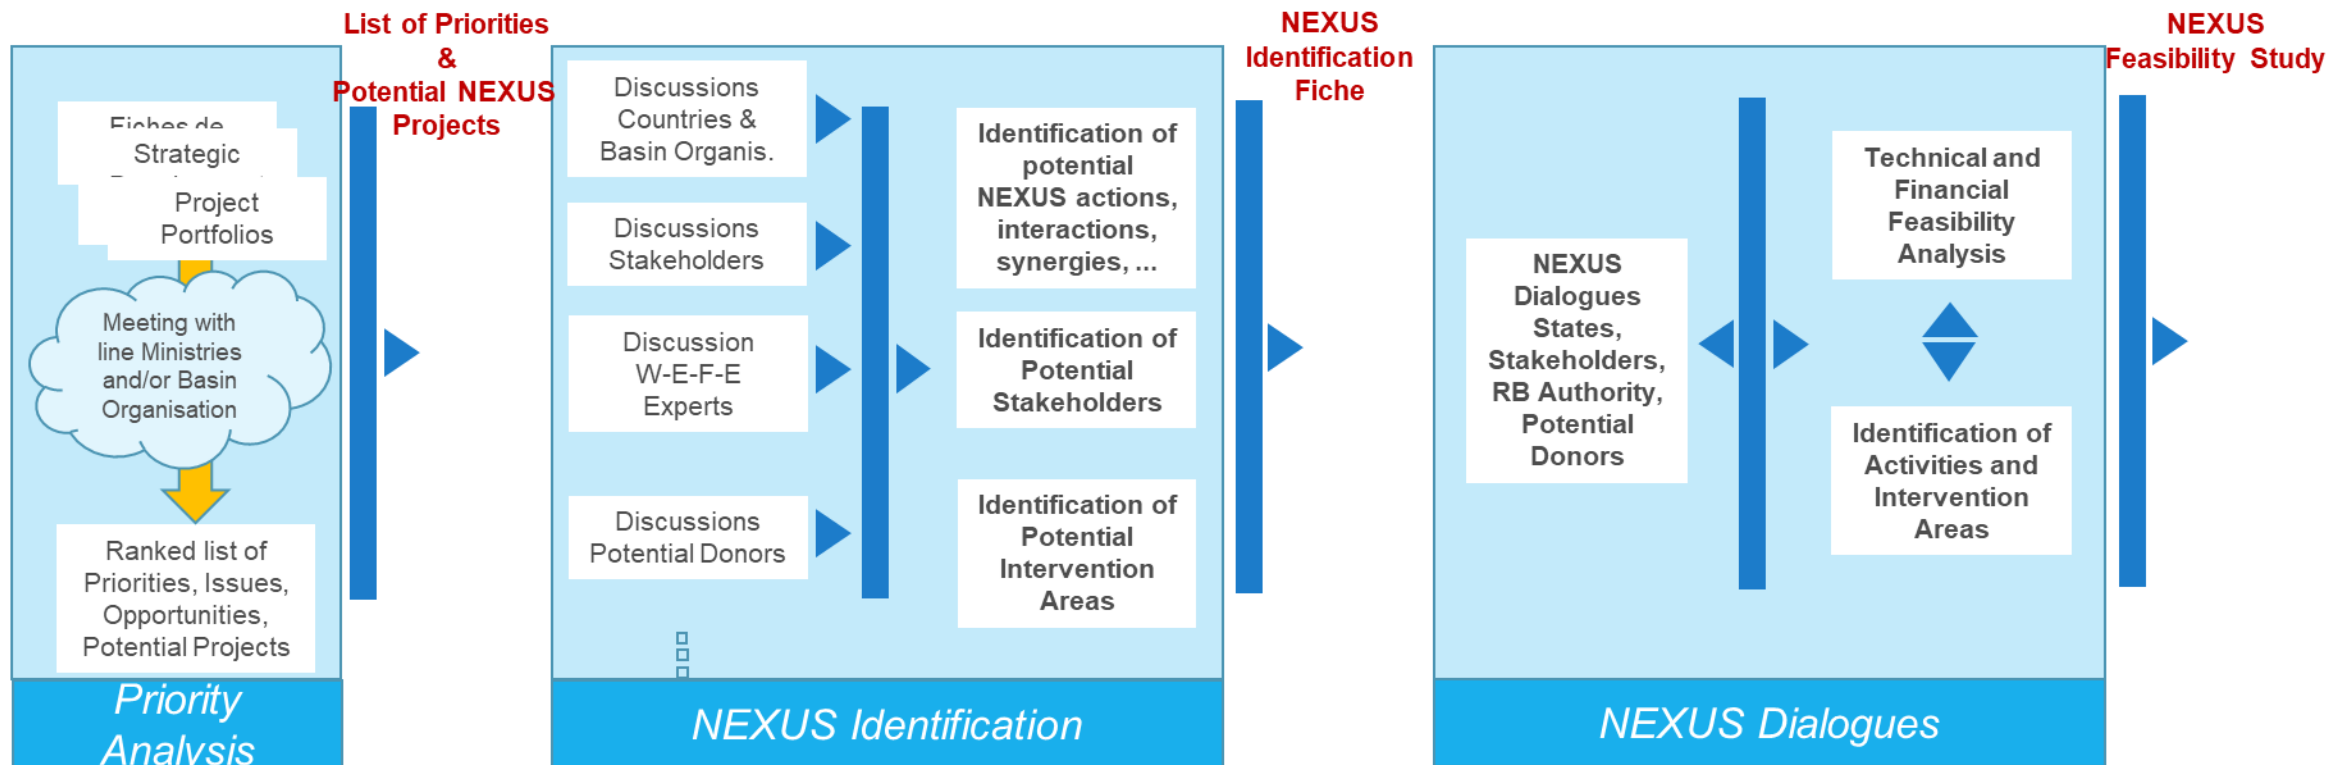 List of Priorities
&
Potential NEXUS
Projects
Fiches de
Strategic
Project
Portfolios
Meeting with
line Ministries
and/or Basin
Organisation
Ranked list of
Priorities, Issues,
Opportunities,
Potential Projects
Priority
Analysis
Discussions
Countries &
Basin Organis.
Discussions
Stakeholders
Discussion
W-E-F-E
Experts
Discussions
Potential Donors
Identification of
potential
NEXUS actions,
interactions,
synergies, ...
Identification of
Potential
Stakeholders
Identification of
Potential
Intervention
Areas
NEXUS Identification
NEXUS
Identification
Fiche
NEXUS
Dialogues
States,
Stakeholders,
RB Authority,
Potential
Donors
Technical and
Financial
Feasibility
Analysis
Identification of
Activities and
Intervention
Areas
NEXUS Dialogues
NEXUS
Feasibility Study